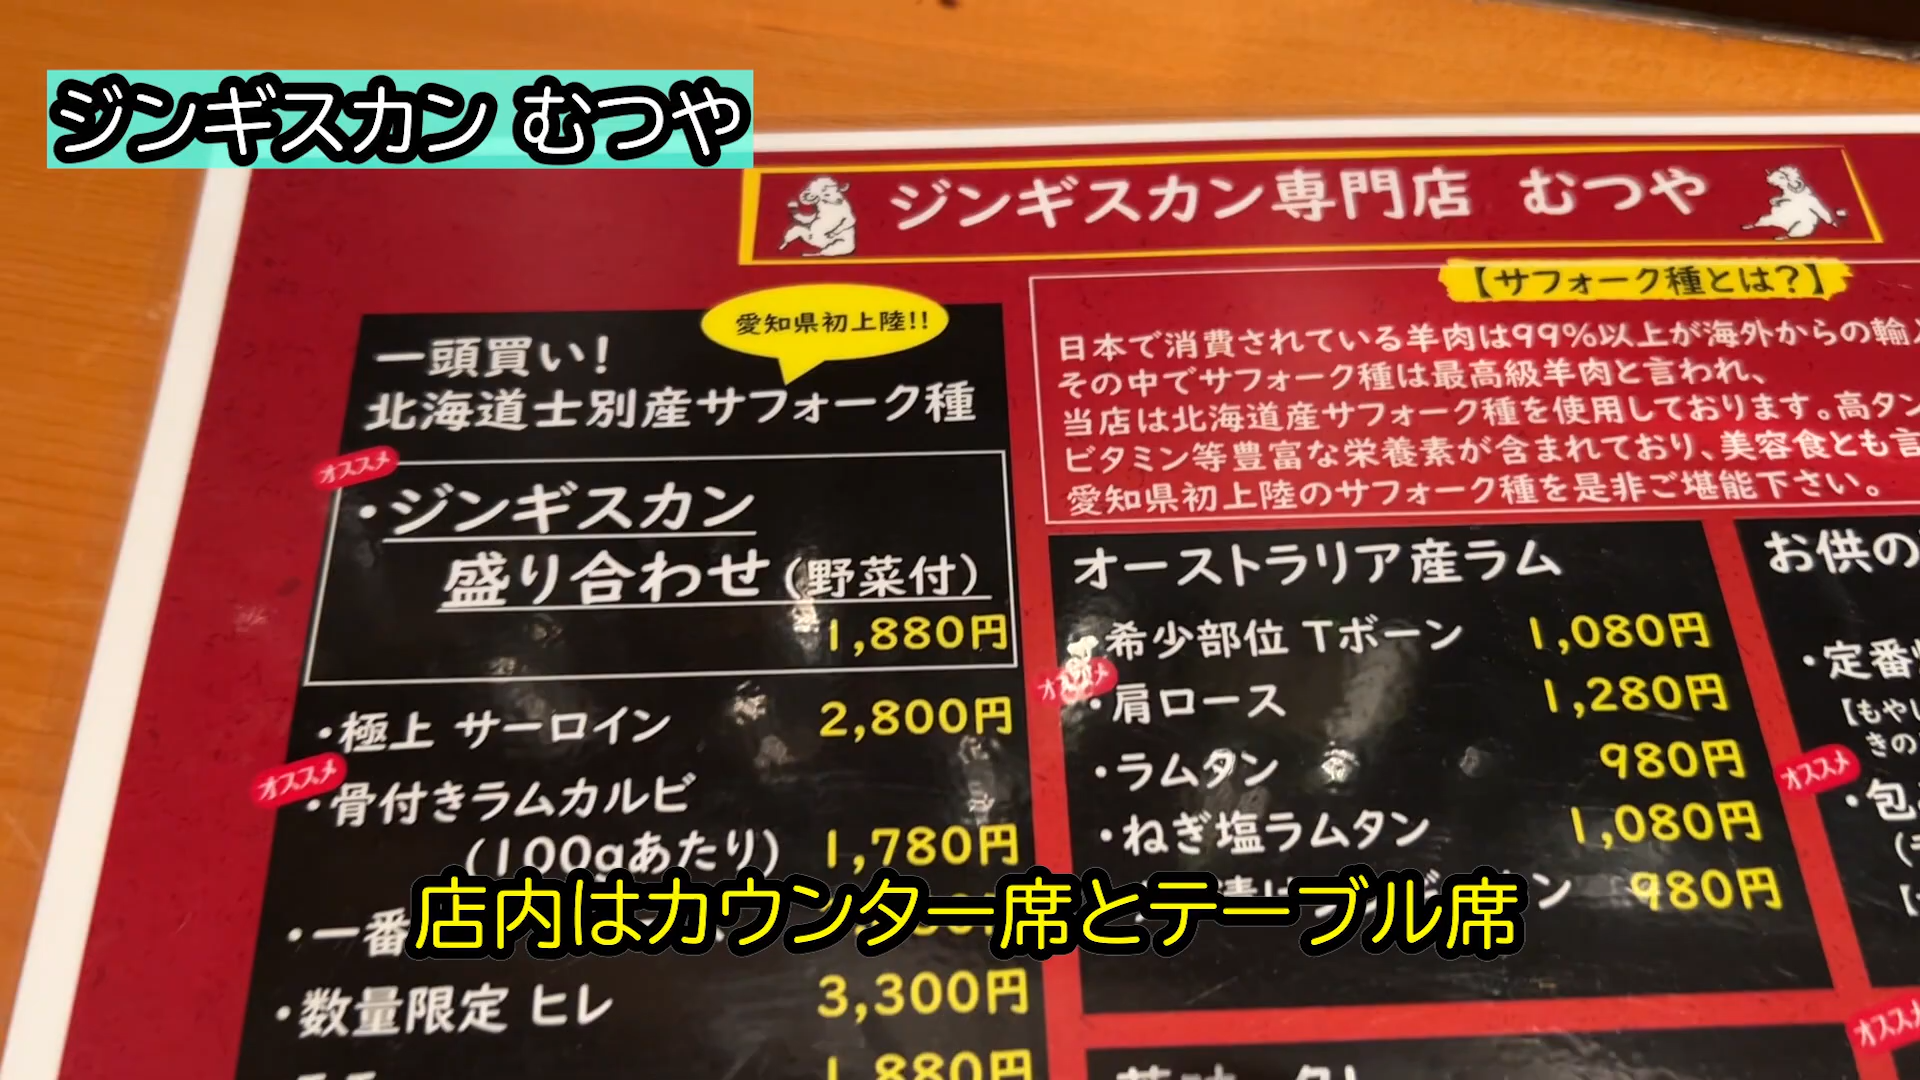 ジンギスカン むつや
ジンギスカン専門店 むつや
愛知県初上陸!!
一頭買い!
北海道士別産サフォーク種
オススメ
・ジンギスカン
盛り合わせ(野菜付)
1,880円
・極上 サーロイン 2,800円
オススメ
・骨付きラムカルビ
(100gあたり) 1,780円
・一番
・数量限定 ヒレ 3,300円
1,880円
【サフォーク種とは?】
日本で消費されている羊肉は99%以上が海外からの輸入
その中でサフォーク種は最高級羊肉と言われ、
当店は北海道産サフォーク種を使用しております。高タン
ビタミン等豊富な栄養素が含まれており、美容食とも言
愛知県初上陸のサフォーク種を是非ご堪能下さい。
オーストラリア産ラム
・希少部位 Tボーン 1,080円
オススメ
・肩ロース 1,280円
・ラムタン 980円
・ねぎ塩ラムタン 1,080円
980円
お供の
・定番
【もやし
きの
オススメ
・包
オススメ
店内はカウンター席とテーブル席